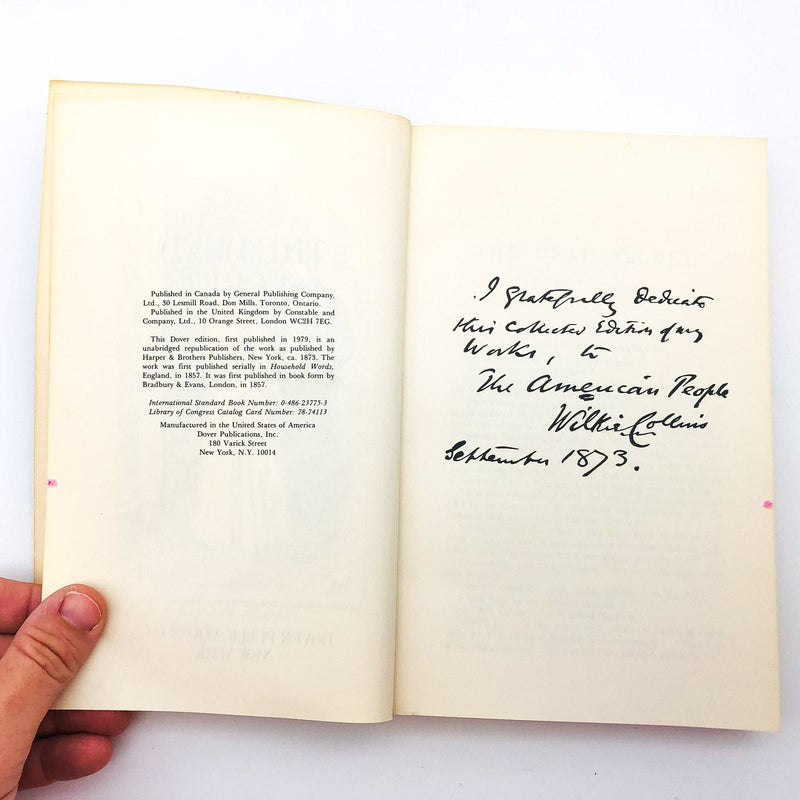 Published in Canada by General Publishing Company,
Ltd., 30 Lesmill Road, Don Mills, Toronto, Ontario.
Published in the United Kingdom by Constable and
Company, Ltd., 10 Orange Street, London WC2H 7EG.
This Dover edition, first published in 1979, is an
unabridged republication of the work as published by
Harper & Brothers Publishers, New York, ca. 1873. The
work was first published serially in Household Words,
England, in 1857. It was first published in book form by
Bradbury & Evans, London, in 1857.
International Standard Book Number: 0-486-23775-3
Library of Congress Catalog Card Number: 78-74113
Manufactured in the United States of America
Dover Publications, Inc.
180 Varick Street
New York, N.Y. 10014
I gratefully Dedicate
this Collected Edition of my
Works, to
The American People
Wilkie Collins
September 1873.